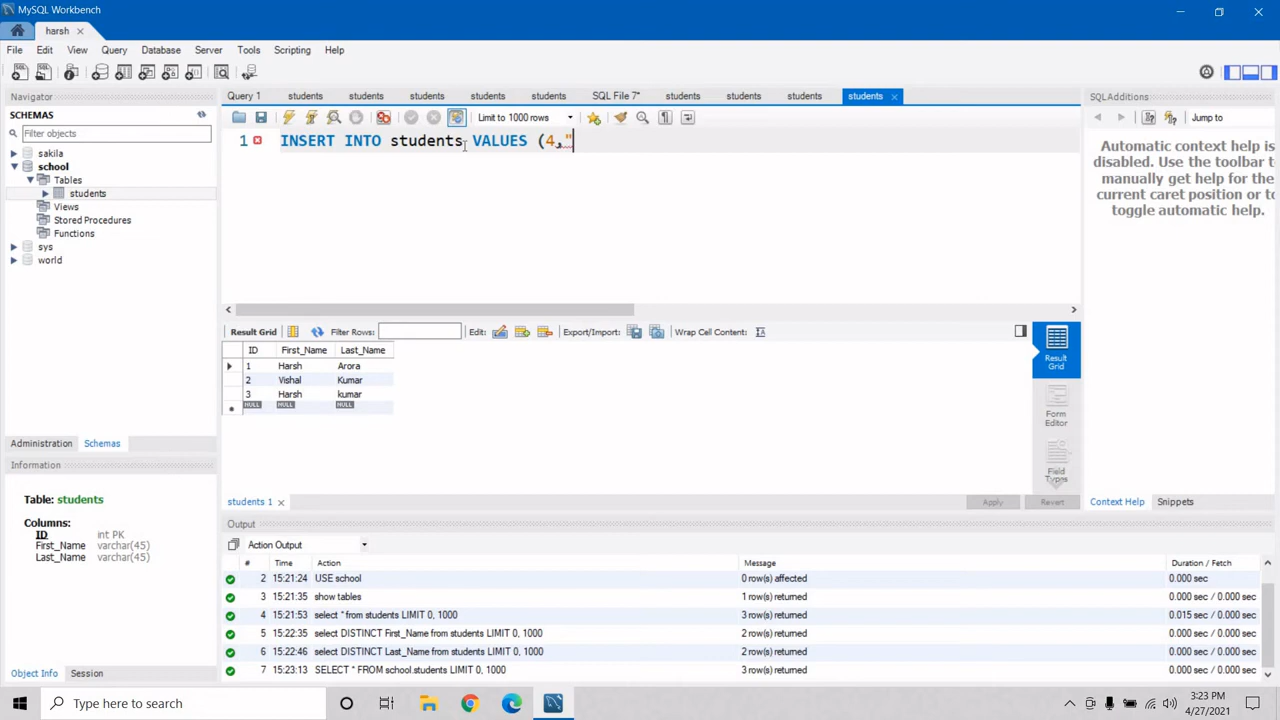 MySQL Workbench
harsh
File Edit View Query Database Server Tools Scripting Help
Navigator
SCHEMAS
Filter objects
sakila
school
Tables
students
Views
Stored Procedures
Functions
sys
world
Administration Schemas
Information
Table: students
Columns:
ID int PK
First_Name varchar(45)
Last_Name varchar(45)
Object Info Session
Query 1 students students students students students SQL File 7* students students students students
Limit to 1000 rows
1 INSERT INTO students VALUES (4,"
Result Grid Filter Rows: Edit: Export/Import: Wrap Cell Content:
ID First_Name Last_Name
1 Harsh Arora
2 Vishal Kumar
3 Harsh kumar
NULL NULL NULL
Result Grid
Form Editor
Field Types
students 1 Apply Revert
Output
Action Output
# Time Action Message Duration / Fetch
2 15:21:24 USE school 0 row(s) affected 0.000 sec
3 15:21:35 show tables 1 row(s) returned 0.000 sec / 0.000 sec
4 15:21:53 select * from students LIMIT 0, 1000 3 row(s) returned 0.015 sec / 0.000 sec
5 15:22:35 select DISTINCT First_Name from students LIMIT 0, 1000 2 row(s) returned 0.000 sec / 0.000 sec
6 15:22:46 select DISTINCT Last_Name from students LIMIT 0, 1000 2 row(s) returned 0.000 sec / 0.000 sec
7 15:23:13 SELECT * FROM school.students LIMIT 0, 1000 3 row(s) returned 0.000 sec / 0.000 sec
SQLAdditions
Jump to
Automatic context help is
disabled. Use the toolbar t
manually get help for the
current caret position or to
toggle automatic help.
Context Help Snippets
Type here to search
3:23 PM
4/27/2021